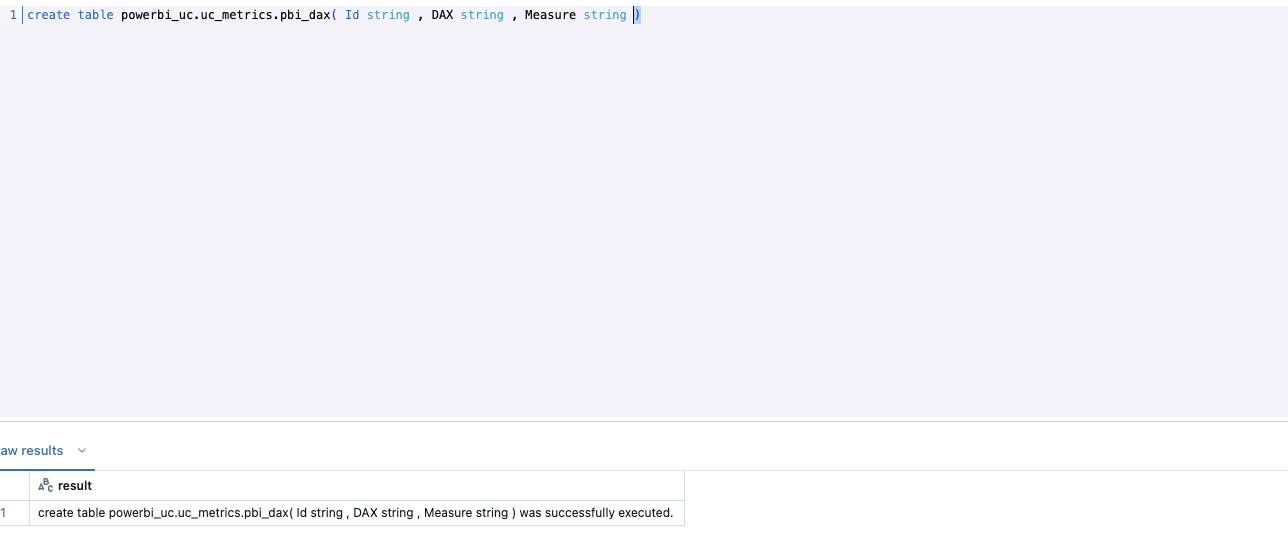 1 create table powerbi_uc.uc_metrics.pbi_dax( Id string , DAX string , Measure string )
aw results
ABC result
1 create table powerbi_uc.uc_metrics.pbi_dax( Id string , DAX string , Measure string ) was successfully executed.